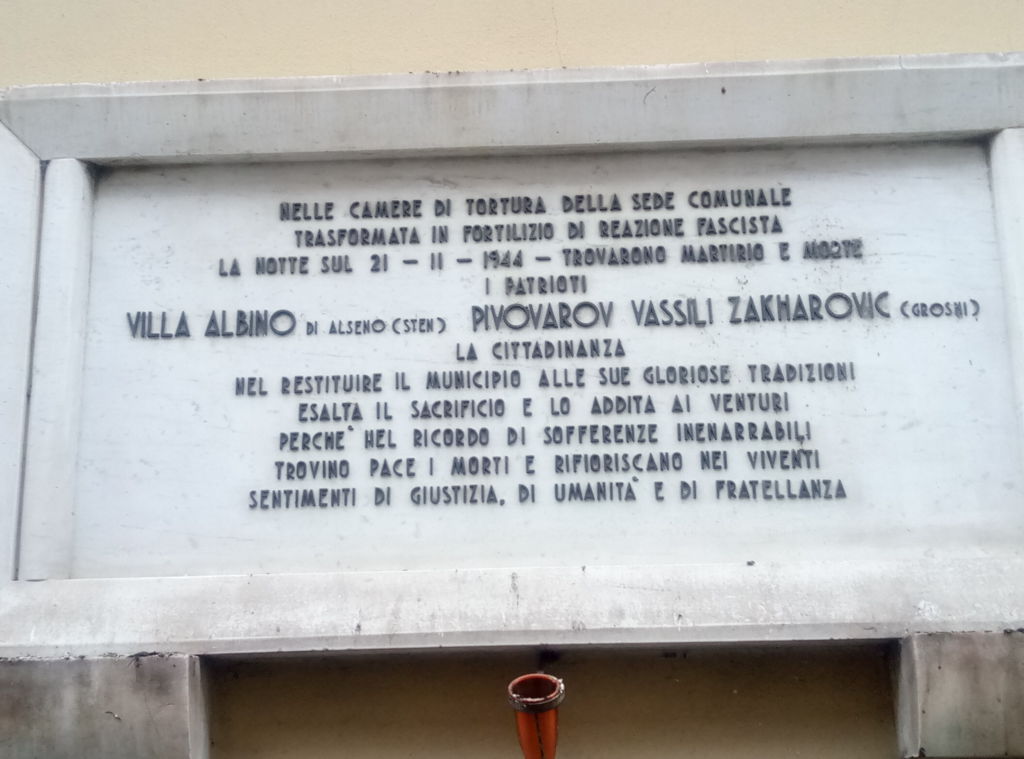 NELLE CAMERE DI TORTURA DELLA SEDE COMUNALE
TRASFORMATA IN FORTILIZIO DI REAZIONE FASCISTA
LA NOTTE SUL 21 - 11 - 1944 - TROVARONO MARTIRIO E MORTE
I PATRIOTI
VILLA ALBINO DI ALSENO (STEN) PIVOVAROV VASSILI ZAKHAROVIC (GROSHI)
LA CITTADINANZA
NEL RESTITUIRE IL MUNICIPIO ALLE SUE GLORIOSE TRADIZIONI
ESALTA IL SACRIFICIO E LO ADDITA AI VENTURI
PERCHE' NEL RICORDO DI SOFFERENZE INENARRABILI
TROVINO PACE I MORTI E RIFIORISCANO NEI VIVENTI
SENTIMENTI DI GIUSTIZIA, DI UMANITA' E DI FRATELLANZA